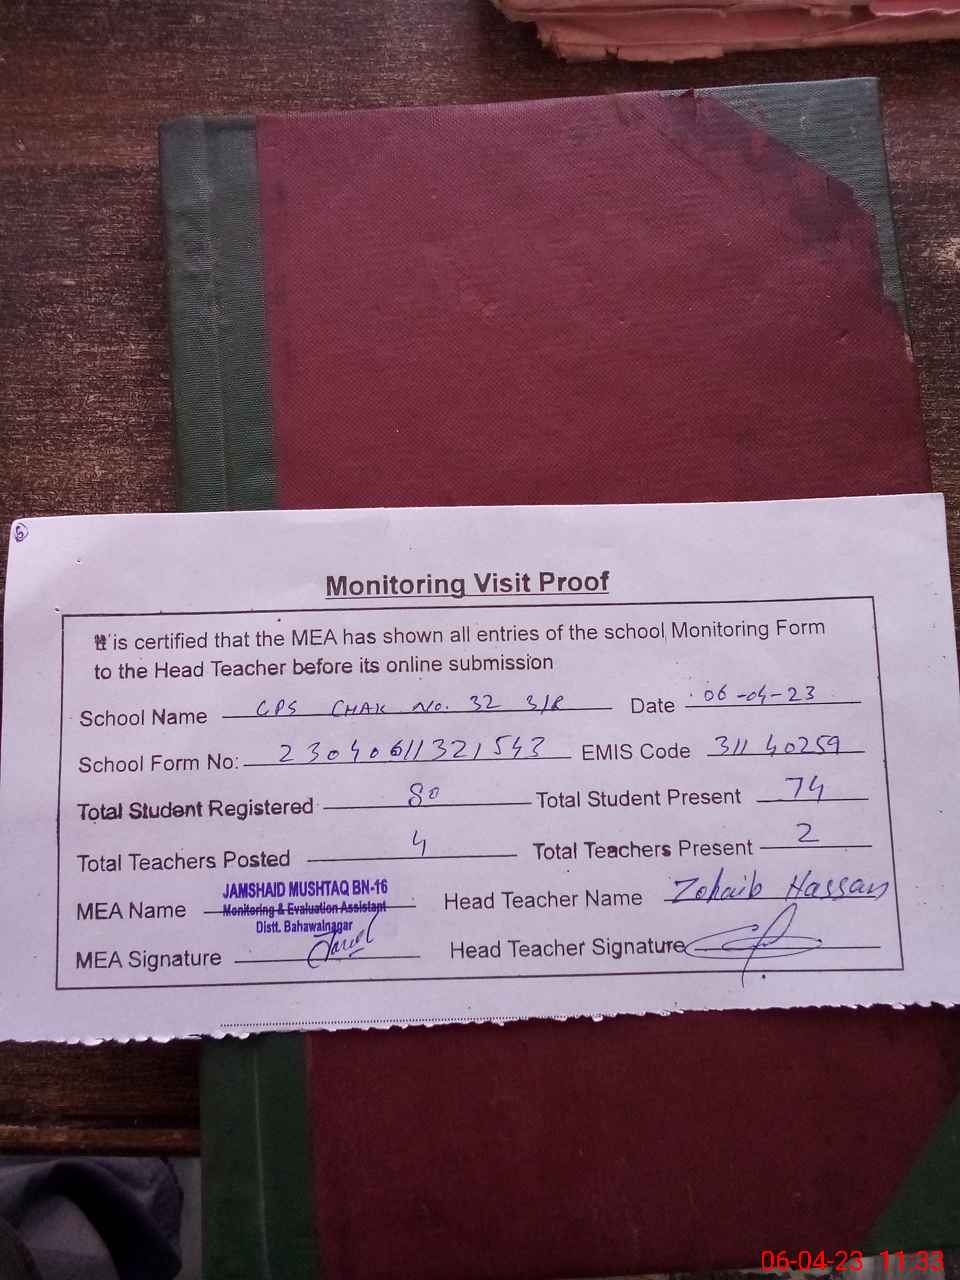 5
Monitoring Visit Proof
It is certified that the MEA has shown all entries of the school Monitoring Form
to the Head Teacher before its online submission
School Name GPS CHAK No. 32 3/R Date 06-04-23
School Form No: 23040611321543 EMIS Code 31140259
Total Student Registered 80 Total Student Present 74
Total Teachers Posted 4 Total Teachers Present 2
MEA Name JAMSHAID MUSHTAQ BN-16 Head Teacher Name Zohaib Hassan
Monitoring & Evaluation Assistant
Distt. Bahawalnagar
MEA Signature Head Teacher Signature
06-04-23 11:33